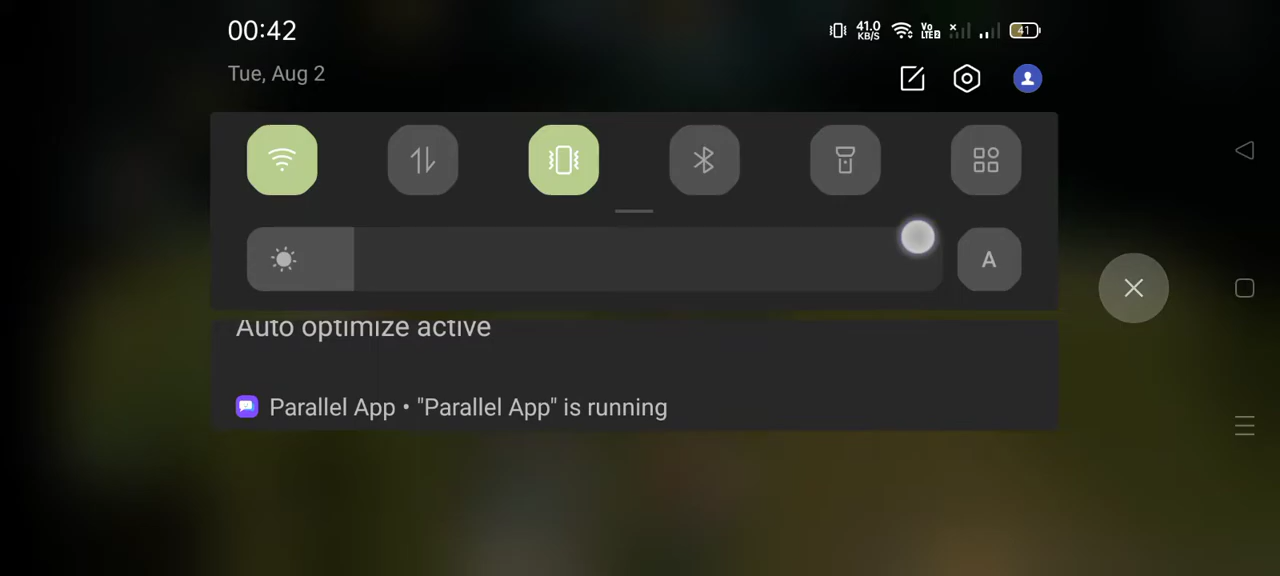 00:42
41.0
KB/S
Vo
LTE2
x
41
Tue, Aug 2
A
Auto optimize active
Parallel App • "Parallel App" is running